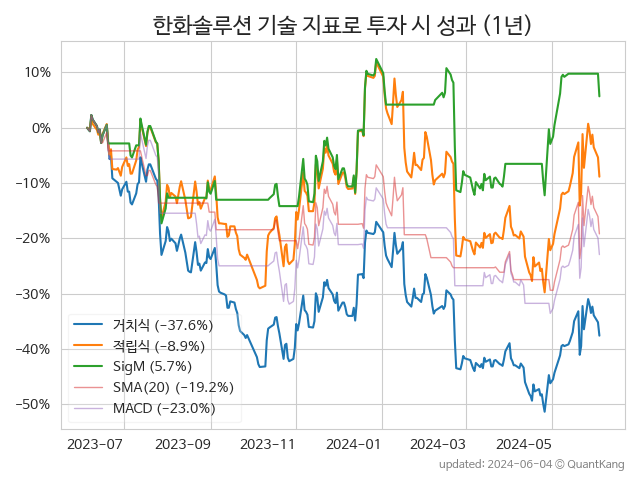 한화솔루션 기술 지표로 투자 시 성과 (1년)
10%
0%
−10%
−20%
−30%
−40%
−50%
거치식 (−37.6%)
적립식 (−8.9%)
SigM (5.7%)
SMA(20) (−19.2%)
MACD (−23.0%)
2023-07 2023-09 2023-11 2024-01 2024-03 2024-05
updated: 2024-06-04 ⓒ QuantKang